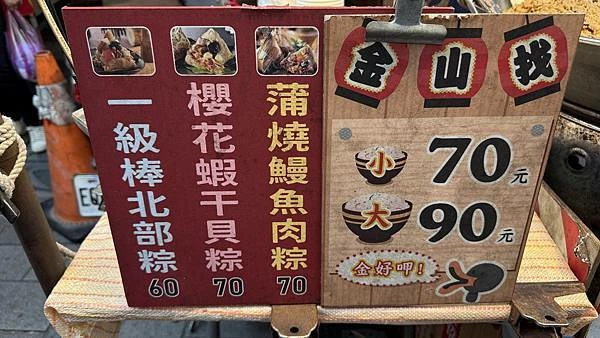 蒲燒鰻魚肉粽
70
櫻花蝦干貝粽
70
一級棒北部粽
60
金山找
小 70元
大 90元
金好呷!